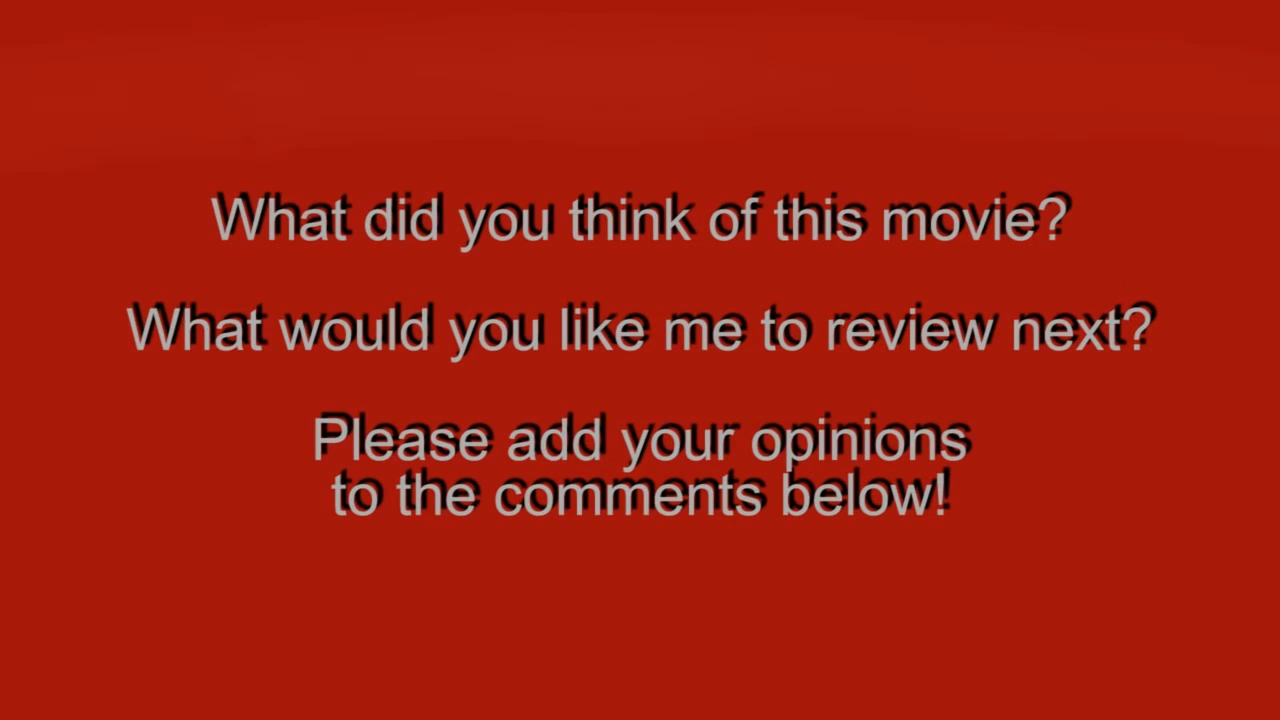 What did you think of this movie?
What would you like me to review next?
Please add your opinions
to the comments below!